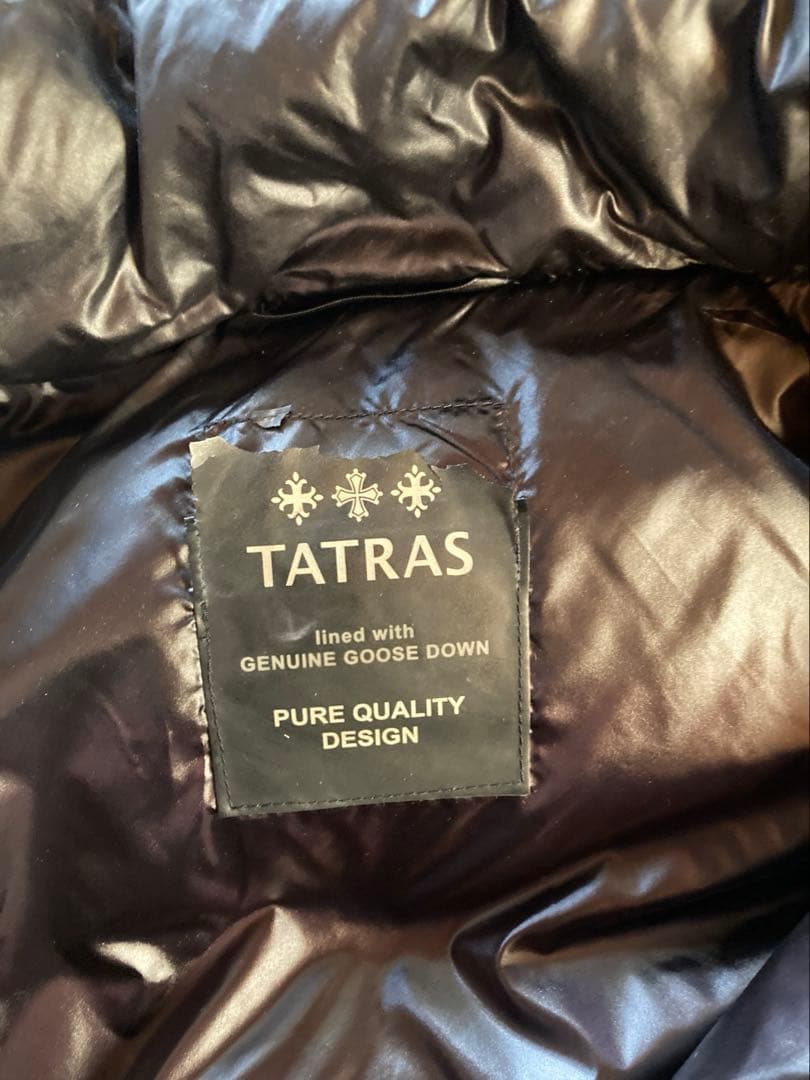 TATRAS
lined with
GENUINE GOOSE DOWN
PURE QUALITY
DESIGN